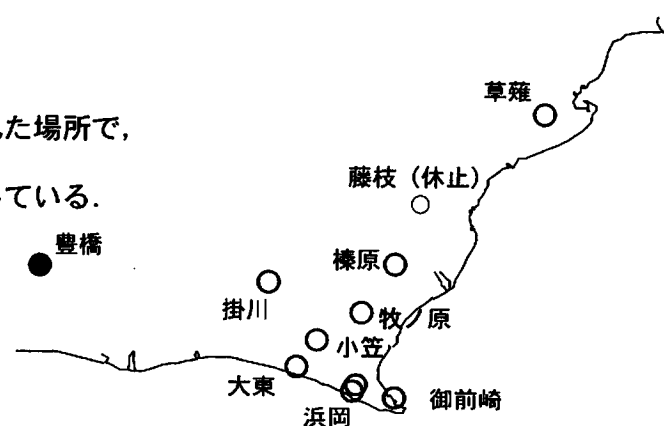 草薙
た場所で，
藤枝（休止）
ている．
豊橋
榛原
掛川
牧ノ原
小笠
大東
御前崎
浜岡